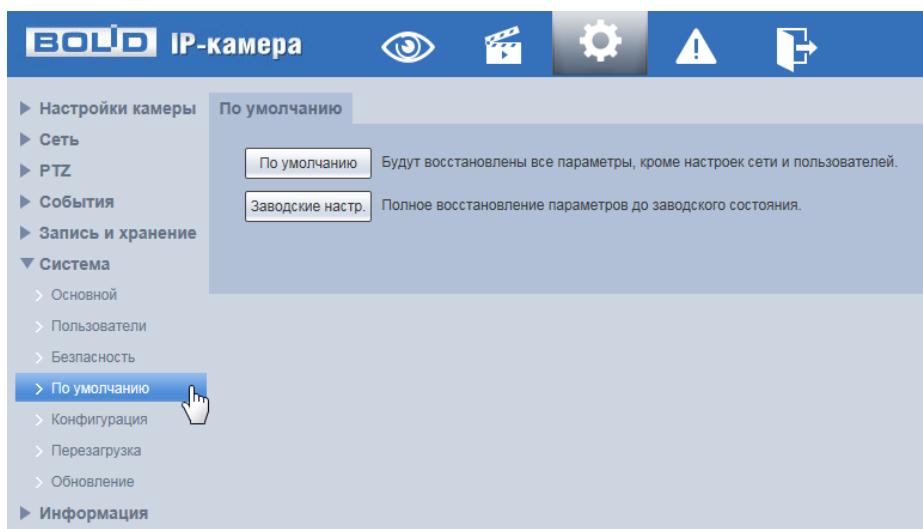 BOLID IP-камера
Настройки камеры
Сеть
PTZ
События
Запись и хранение
Система
Основной
Пользователи
Безпасность
По умолчанию
Конфигурация
Перезагрузка
Обновление
Информация
По умолчанию
По умолчанию Будут восстановлены все параметры, кроме настроек сети и пользователей.
Заводские настр. Полное восстановление параметров до заводского состояния.